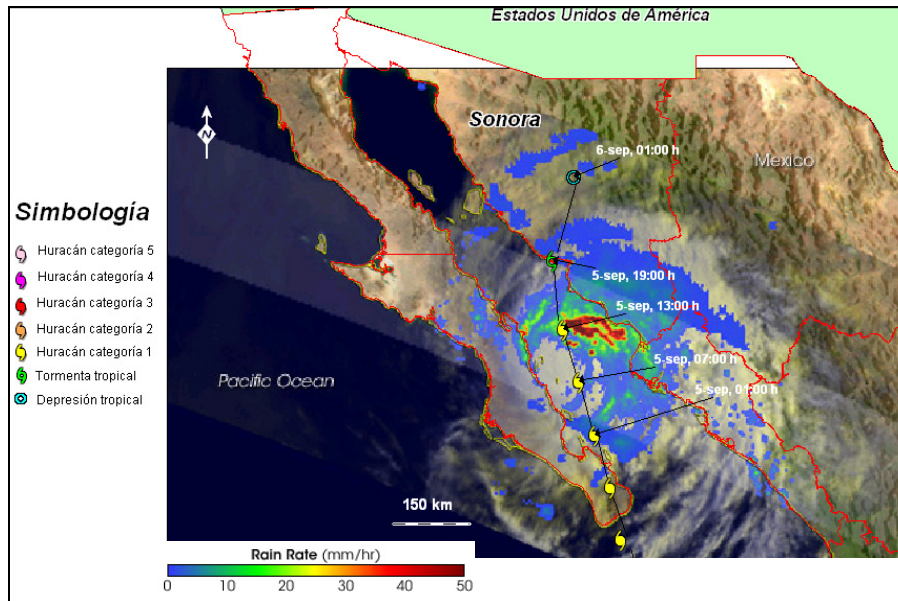 Estados Unidos de América
Sonora
6-sep, 01:00 h
Mexico
Simbología
Huracán categoría 5
Huracán categoría 4
Huracán categoría 3
Huracán categoría 2
Huracán categoría 1
Tormenta tropical
Depresión tropical
5-sep, 19:00 h
5-sep, 13:00 h
5-sep, 07:00 h
5-sep, 01:00 h
Pacific Ocean
150 km
N
Rain Rate (mm/hr)
0 10 20 30 40 50